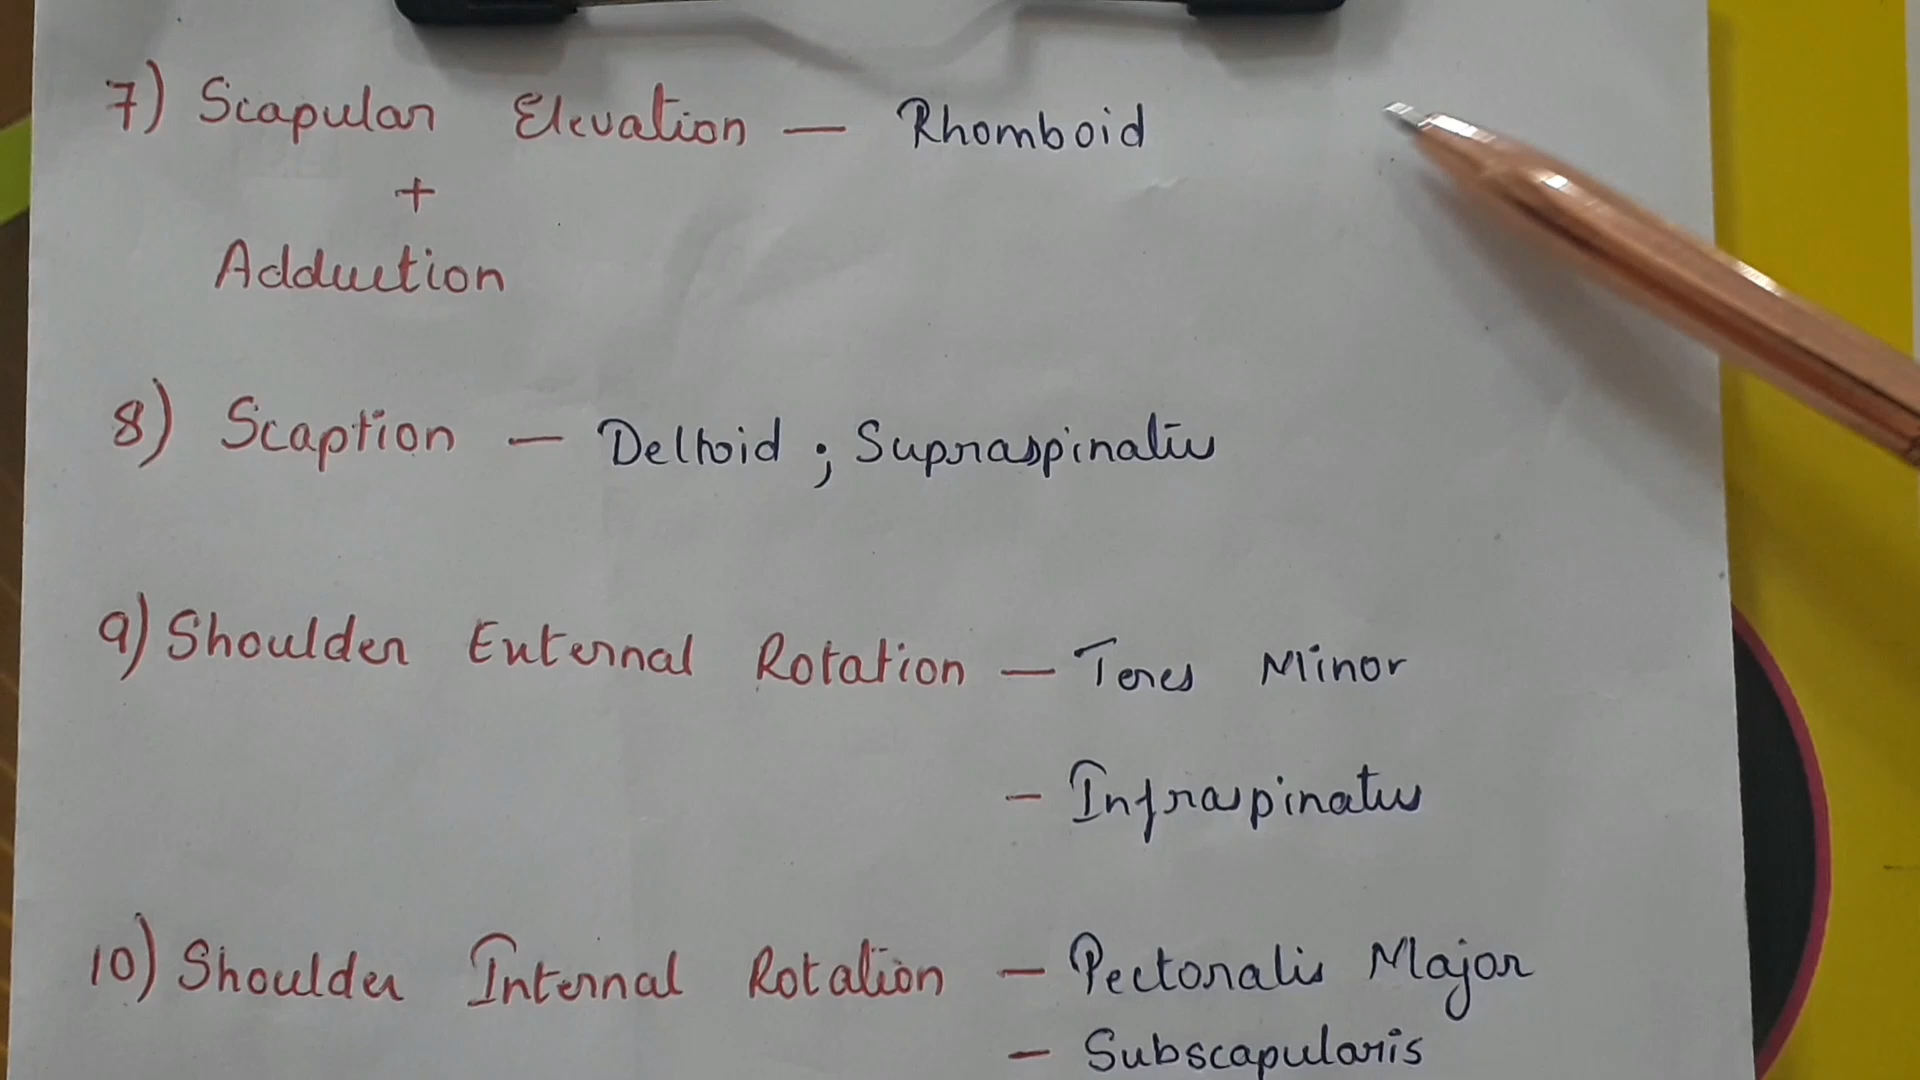 7) Scapular Elevation — Rhomboid
+
Adduction
8) Scaption — Deltoid ; Supraspinatus
9) Shoulder External Rotation — Teres Minor
- Infraspinatus
10) Shoulder Internal Rotation — Pectoralis Major
- Subscapularis